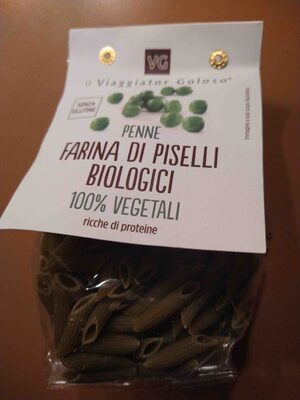 VG
il Viaggiator Goloso®
SENZA
GLUTINE
PENNE
FARINA DI PISELLI
BIOLOGICI
100% VEGETALI
ricche di proteine